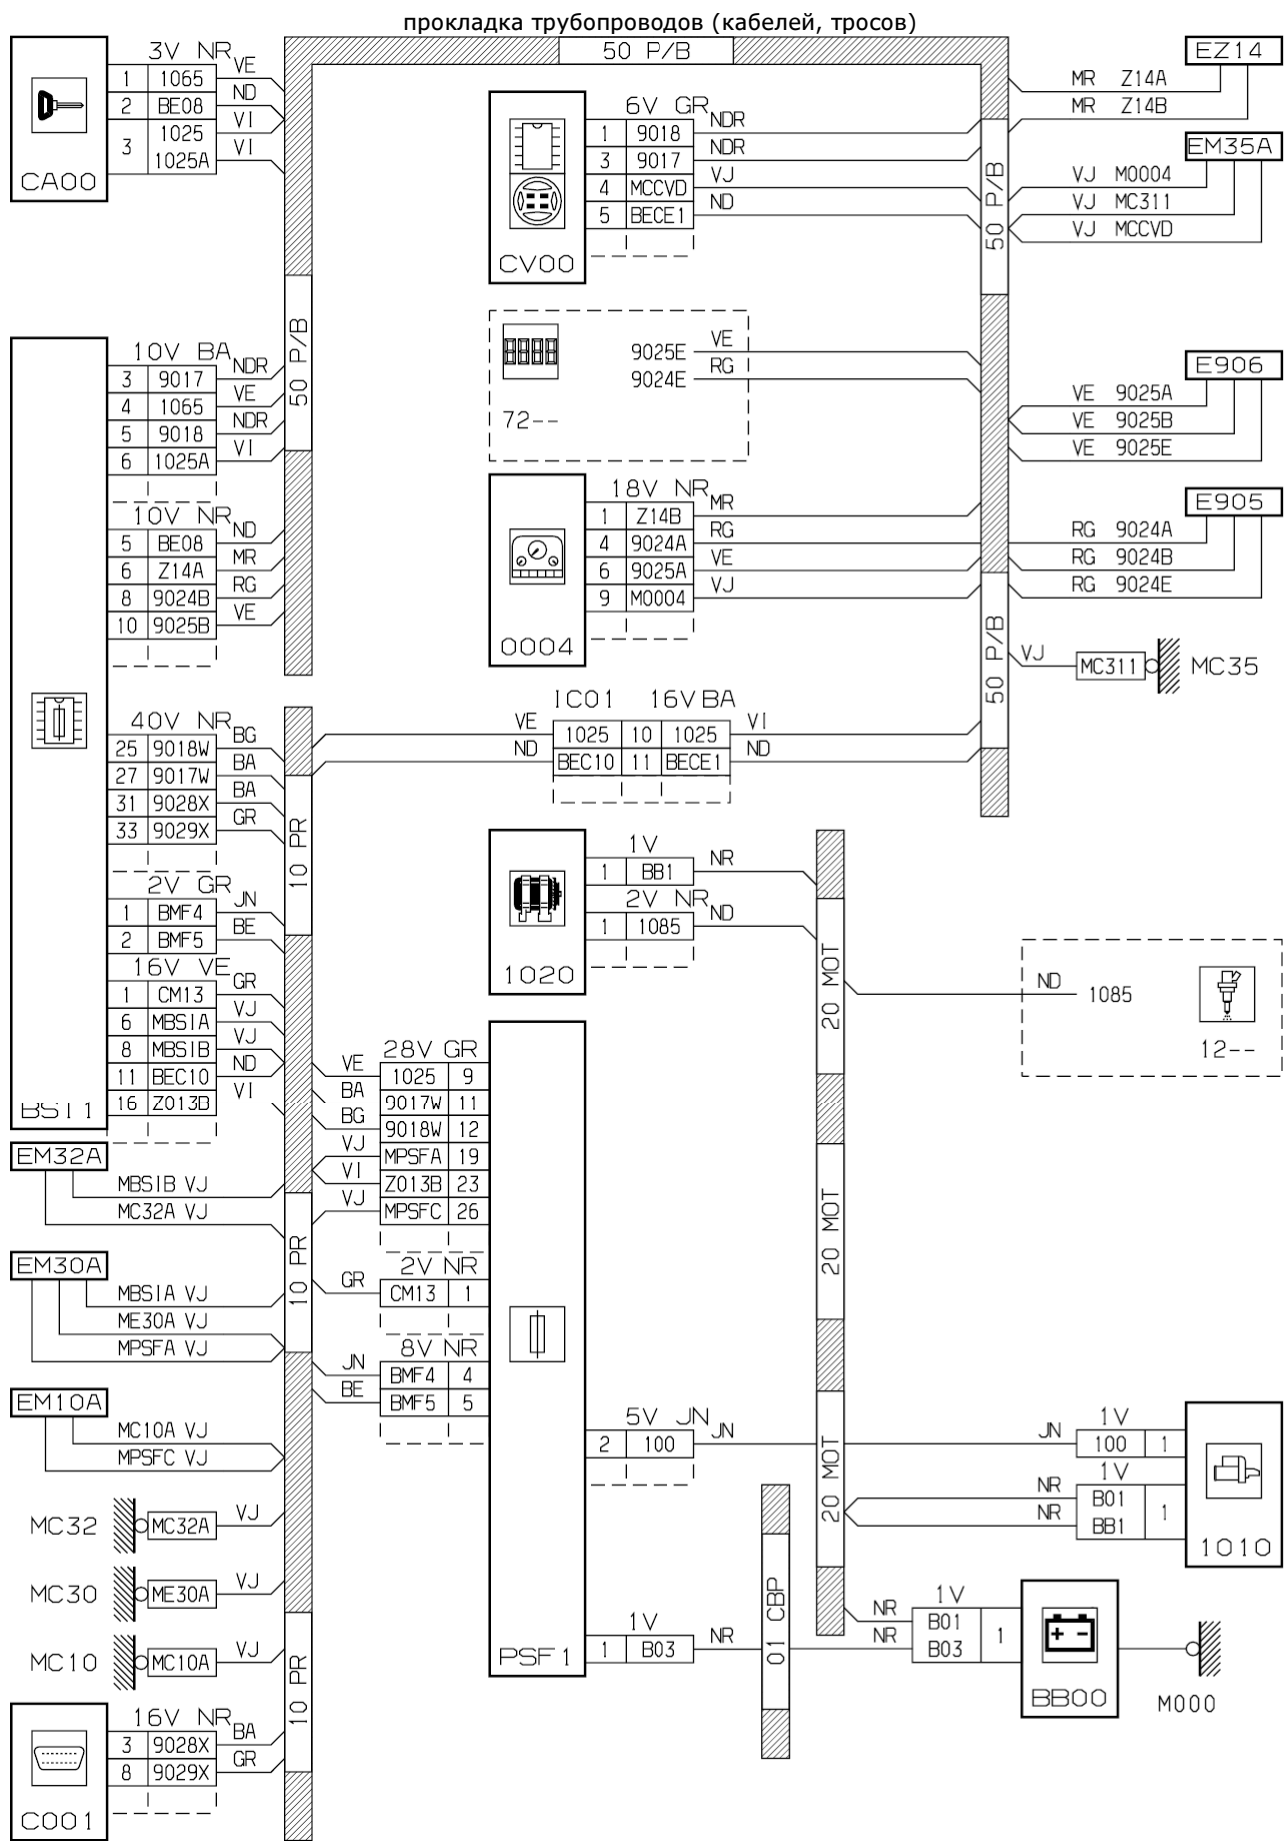 прокладка трубопроводов (кабелей, тросов)
50 P/B
3V NR
1 1065 VE
2 BE08 ND
3 1025 VI
1025A VI
CA00
6V GR
1 9018 NDR
3 9017 NDR
4 MCCVD VJ
5 BECE1 ND
CV00
50 P/B
EZ14
MR Z14A
MR Z14B
EM35A
VJ M0004
VJ MC311
VJ MCCVD
50 P/B
10V BA
3 9017 NDR
4 1065 VE
5 9018 NDR
6 1025A VI
10V NR
5 BE08 ND
6 Z14A MR
8 9024B RG
10 9025B VE
9025E VE
9024E RG
72--
E906
VE 9025A
VE 9025B
VE 9025E
18V NR
1 Z14B MR
4 9024A RG
6 9025A VE
9 M0004 VJ
0004
E905
RG 9024A
RG 9024B
RG 9024E
50 P/B
VJ MC311 MC35
40V NR
25 9018W BG
27 9017W BA
31 9028X BA
33 9029X GR
10 PR
IC01 16V BA
VE 1025 10 1025 VI
ND BEC10 11 BECE1 ND
2V GR
1 BMF4 JN
2 BMF5 BE
16V VE
1 CM13 GR
6 MBSIA VJ
8 MBSIB VJ
11 BEC10 ND
16 Z013B VI
BSI1
1V
1 BB1 NR
2V NR
1 1085 ND
1020
20 MOT
ND 1085
12--
28V GR
VE 1025 9
BA 9017W 11
BG 9018W 12
VJ MPSFA 19
VI Z013B 23
VJ MPSFC 26
2V NR
GR CM13 1
8V NR
JN BMF4 4
BE BMF5 5
20 MOT
EM32A
MBSIB VJ
MC32A VJ
10 PR
EM30A
MBSIA VJ
ME30A VJ
MPSFA VJ
EM10A
MC10A VJ
MPSFC VJ
5V JN
2 100 JN
20 MOT
1V
JN 100 1
1V
NR B01 1
NR BB1
1010
MC32 MC32A VJ
MC30 ME30A VJ
MC10 MC10A VJ
10 PR
1V
1 B03 NR
PSF1
01 CBP
1V
NR B01 1
NR B03
BB00
M000
16V NR
3 9028X BA
8 9029X GR
C001